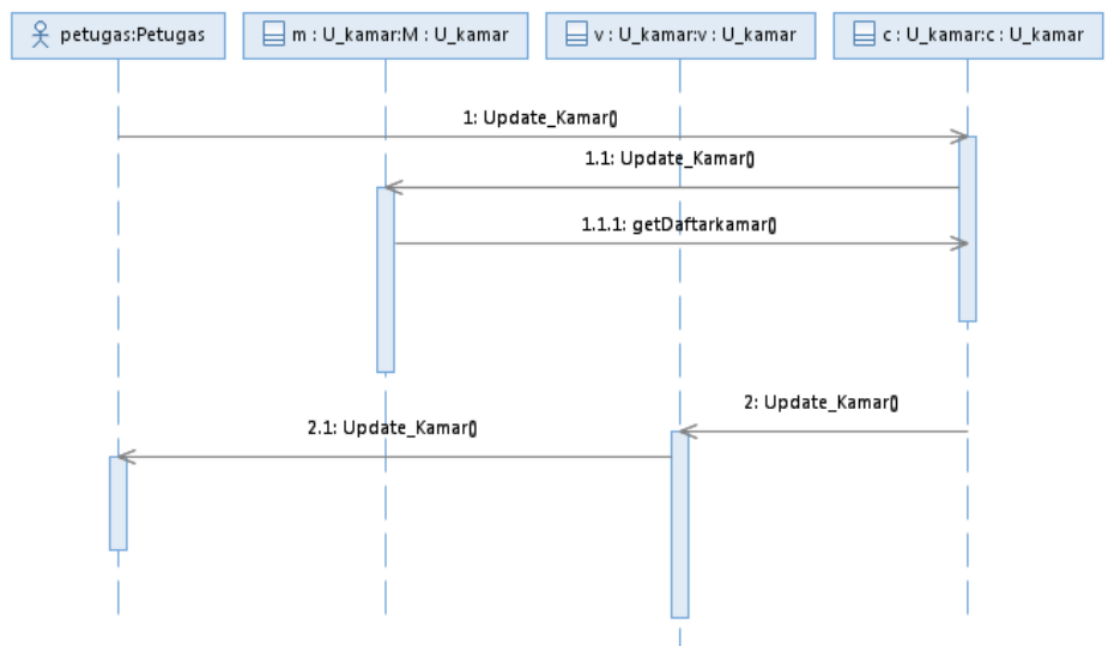 petugas:Petugas
m : U_kamar:M : U_kamar
v : U_kamar:v : U_kamar
c : U_kamar:c : U_kamar
1: Update_Kamar()
1.1: Update_Kamar()
1.1.1: getDaftarkamar()
2: Update_Kamar()
2.1: Update_Kamar()